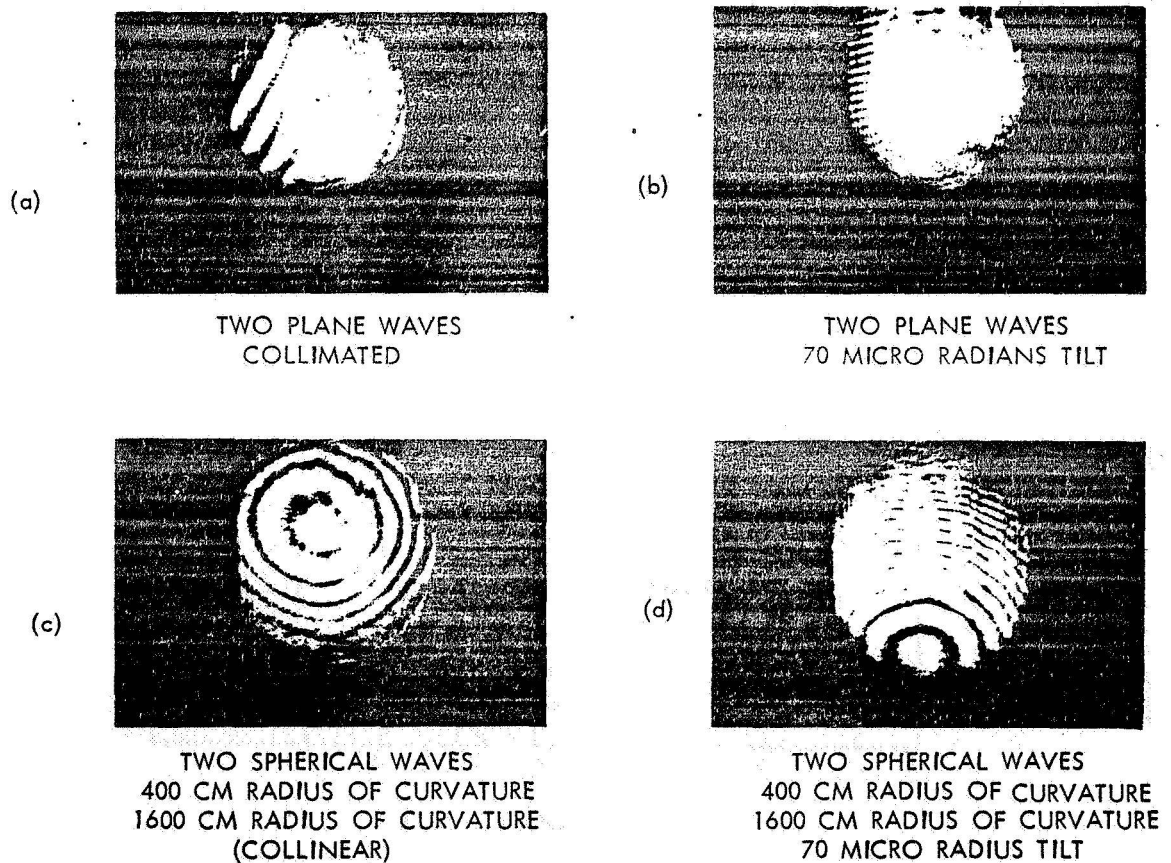 (a)
TWO PLANE WAVES
COLLIMATED
(b)
TWO PLANE WAVES
70 MICRO RADIANS TILT
(c)
TWO SPHERICAL WAVES
400 CM RADIUS OF CURVATURE
1600 CM RADIUS OF CURVATURE
(COLLINEAR)
(d)
TWO SPHERICAL WAVES
400 CM RADIUS OF CURVATURE
1600 CM RADIUS OF CURVATURE
70 MICRO RADIUS TILT